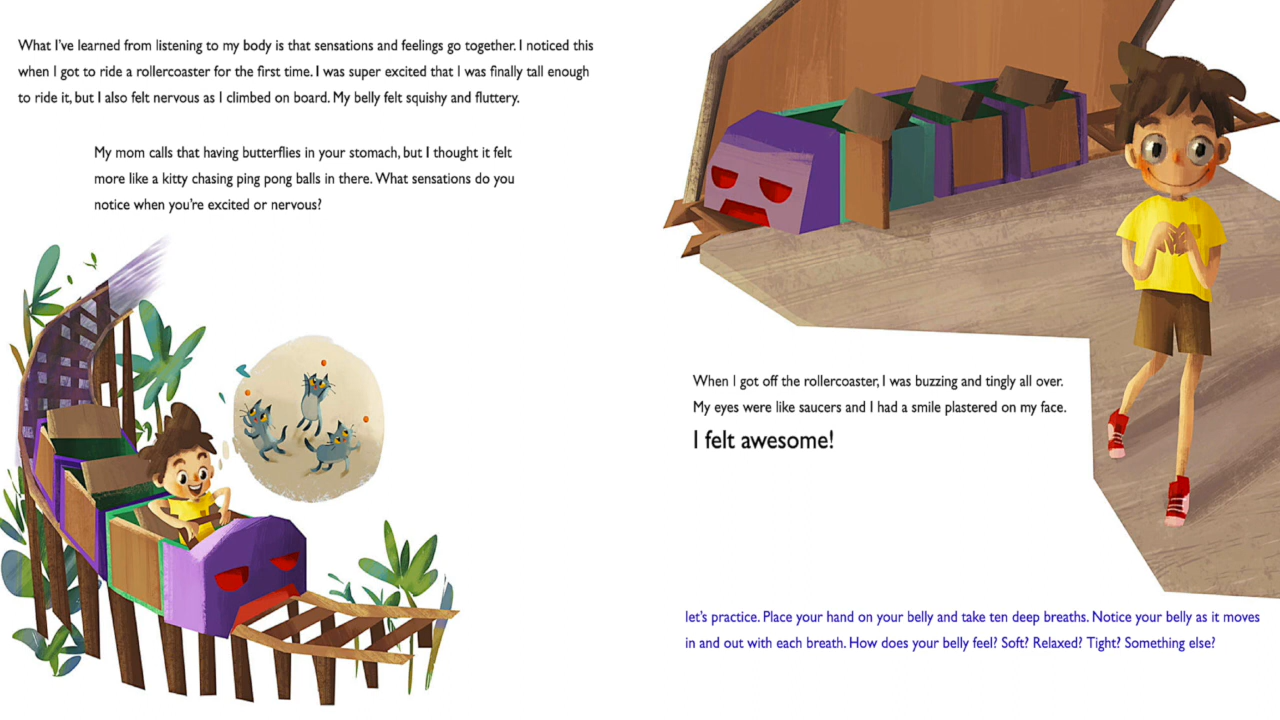 What I've learned from listening to my body is that sensations and feelings go together. I noticed this
when I got to ride a rollercoaster for the first time. I was super excited that I was finally tall enough
to ride it, but I also felt nervous as I climbed on board. My belly felt squishy and fluttery.
My mom calls that having butterflies in your stomach, but I thought it felt
more like a kitty chasing ping pong balls in there. What sensations do you
notice when you're excited or nervous?
When I got off the rollercoaster, I was buzzing and tingly all over.
My eyes were like saucers and I had a smile plastered on my face.
I felt awesome!
let's practice. Place your hand on your belly and take ten deep breaths. Notice your belly as it moves
in and out with each breath. How does your belly feel? Soft? Relaxed? Tight? Something else?